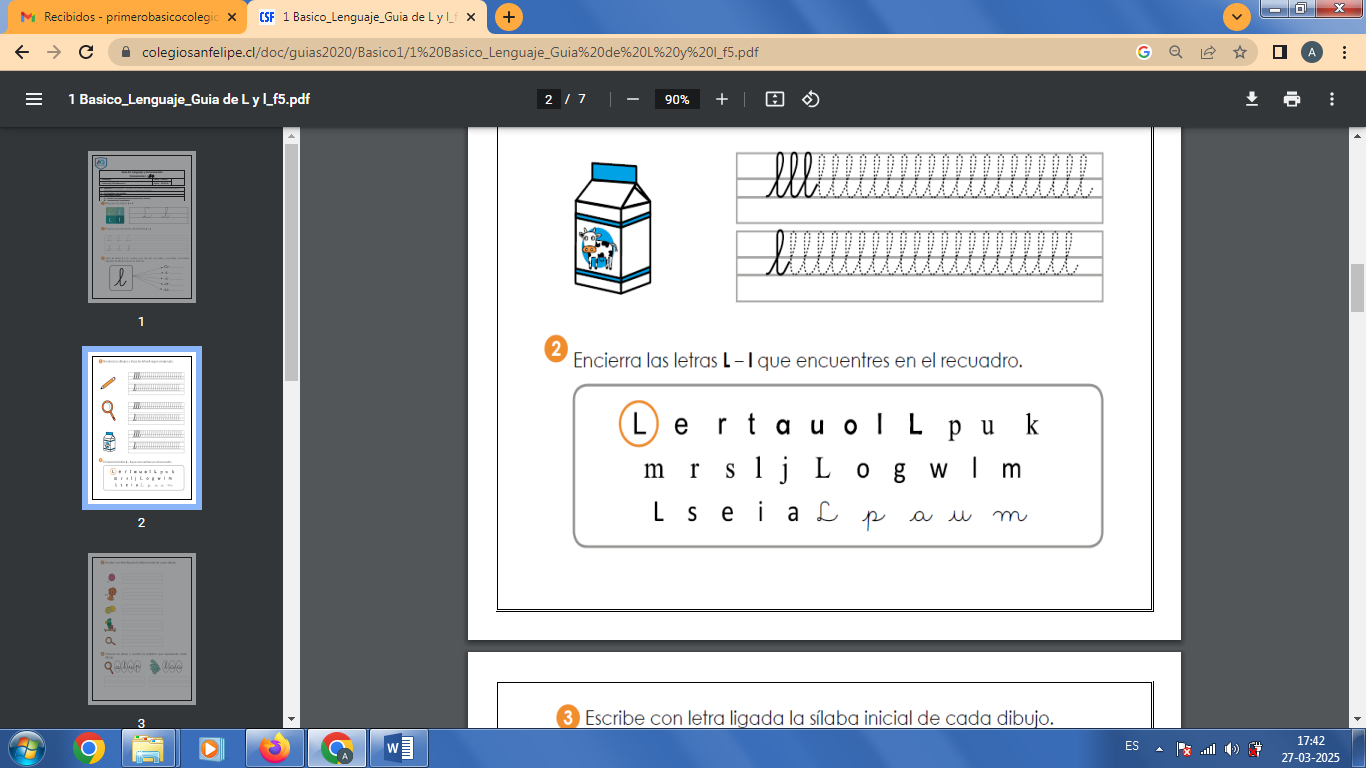 Recibidos - primerobasicocolegio
CSF 1 Basico_Lenguaje_Guia de L y l_f5
colegiosanfelipe.cl/doc/guias2020/Basico1/1%20Basico_Lenguaje_Guia%20de%20L%20y%20l_f5.pdf
A
1 Basico_Lenguaje_Guia de L y l_f5.pdf
2 / 7
90%
1
2
3
l l l l l l l l l l l l l l l l l l l l l l l
l l l l l l l l l l l l l l l l l l l l l l
2 Encierra las letras L – l que encuentres en el recuadro.
L e r t a u o l L p u k
m r s l j L o g w l m
L s e i a L p a u m
3 Escribe con letra ligada la sílaba inicial de cada dibujo.
A
ES
17:42
27-03-2025